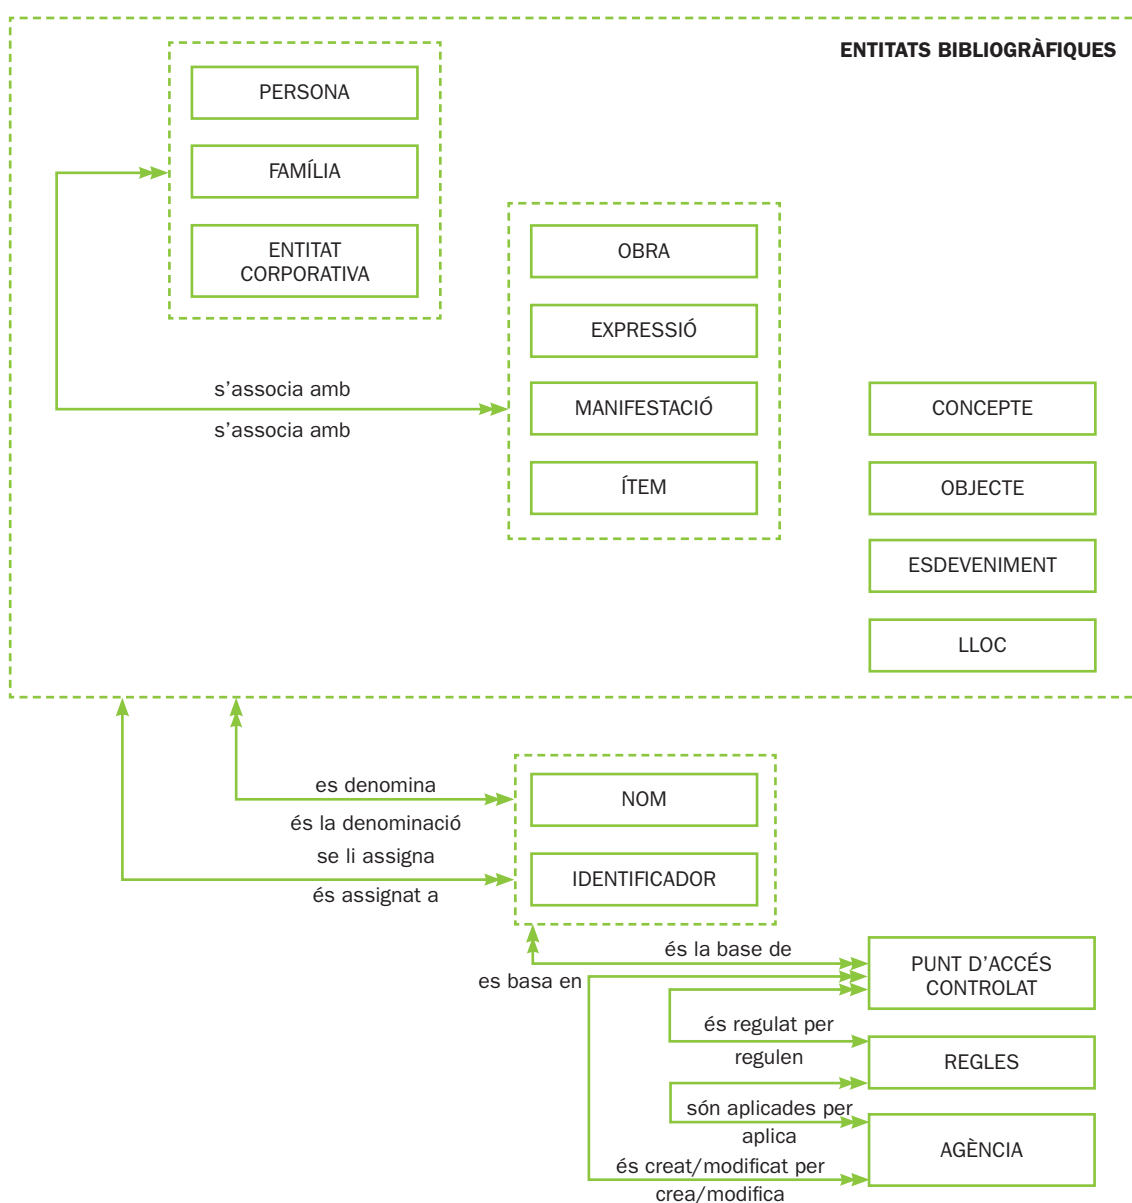 ENTITATS BIBLIOGRÀFIQUES
PERSONA
FAMÍLIA
ENTITAT
CORPORATIVA
OBRA
EXPRESSIÓ
MANIFESTACIÓ
ÍTEM
s’associa amb
s’associa amb
CONCEPTE
OBJECTE
ESDEVENIMENT
LLOC
es denomina
és la denominació
se li assigna
és assignat a
NOM
IDENTIFICADOR
és la base de
es basa en
PUNT D’ACCÉS
CONTROLAT
és regulat per
regulen
REGLES
són aplicades per
aplica
AGÈNCIA
és creat/modificat per
crea/modifica